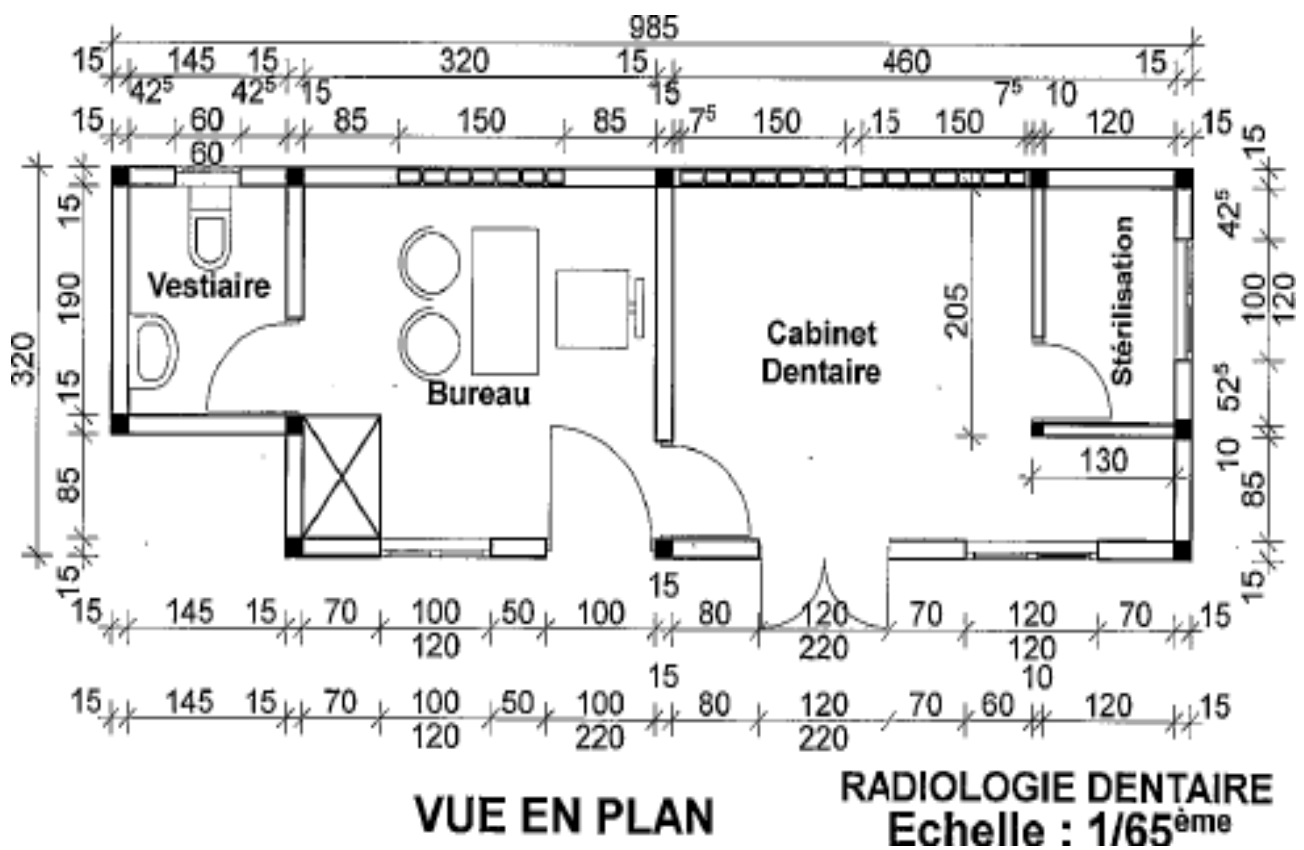 985
15 145 15 320 15 460 15
42⁵ 42⁵ 15 15 7⁵ 10
15 60 85 150 85 7⁵ 150 15 150 120 15
60
15
15
190
15
85
15
320
Vestiaire
Bureau
Cabinet
Dentaire
205
Stérilisation
130
15
42⁵
100
120
52⁵
10
85
15
15
15 145 15 70 100 50 100 80 120 70 120 70 15
120 220 120
15 10
15 145 15 70 100 50 100 80 120 70 60 120 15
120 220 220
VUE EN PLAN
RADIOLOGIE DENTAIRE
Echelle : 1/65ème